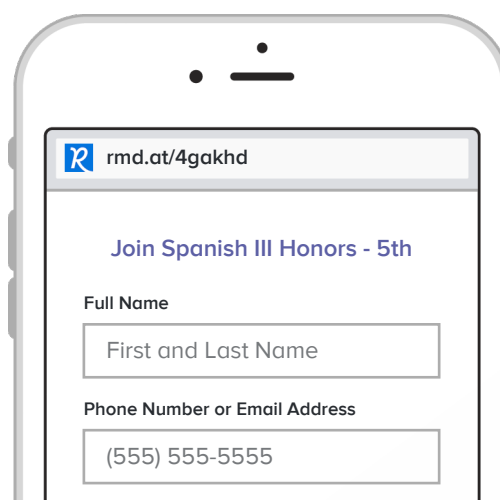 rmd.at/4gakhd
Join Spanish III Honors - 5th
Full Name
First and Last Name
Phone Number or Email Address
(555) 555-5555